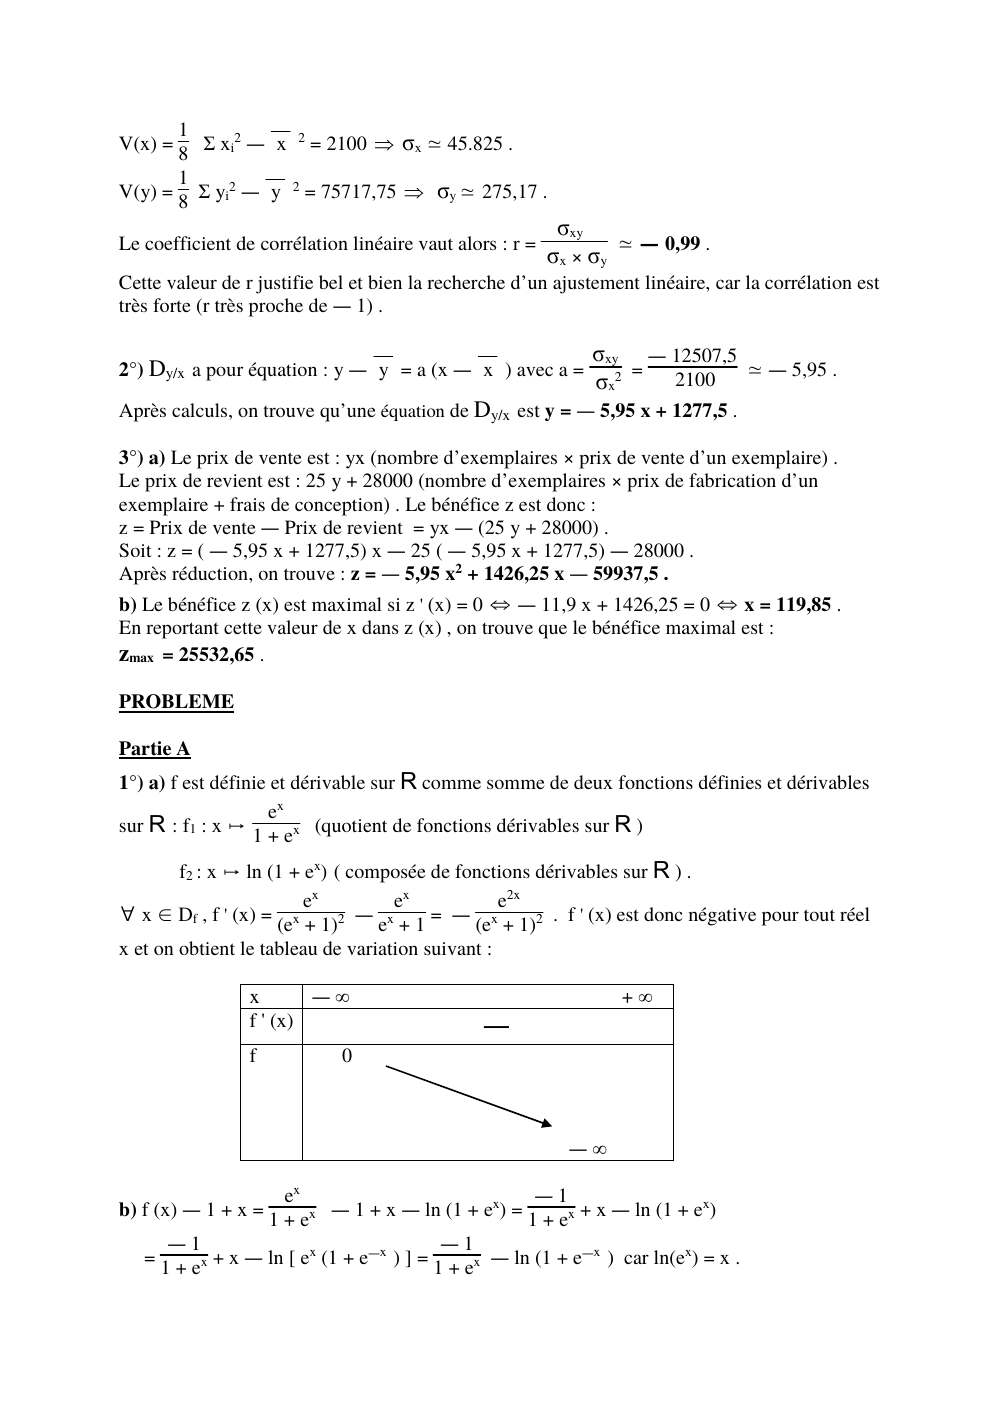 V(x) = 1/8 Σ xᵢ² — x̄ ² = 2100 ⇒ σₓ ≃ 45.825 .
V(y) = 1/8 Σ yᵢ² — ȳ ² = 75717,75 ⇒ σ_y ≃ 275,17 .
Le coefficient de corrélation linéaire vaut alors : r = σ_xy / (σ_x × σ_y) ≃ — 0,99 .
Cette valeur de r justifie bel et bien la recherche d’un ajustement linéaire, car la corrélation est
très forte (r très proche de — 1) .
2°) D_y/x a pour équation : y — ȳ = a (x — x̄ ) avec a = σ_xy / σ_x² = — 12507,5 / 2100 ≃ — 5,95 .
Après calculs, on trouve qu’une équation de D_y/x est y = — 5,95 x + 1277,5 .
3°) a) Le prix de vente est : yx (nombre d’exemplaires × prix de vente d’un exemplaire) .
Le prix de revient est : 25 y + 28000 (nombre d’exemplaires × prix de fabrication d’un
exemplaire + frais de conception) . Le bénéfice z est donc :
z = Prix de vente — Prix de revient = yx — (25 y + 28000) .
Soit : z = ( — 5,95 x + 1277,5) x — 25 ( — 5,95 x + 1277,5) — 28000 .
Après réduction, on trouve : z = — 5,95 x² + 1426,25 x — 59937,5 .
b) Le bénéfice z (x) est maximal si z ' (x) = 0 ⇔ — 11,9 x + 1426,25 = 0 ⇔ x = 119,85 .
En reportant cette valeur de x dans z (x) , on trouve que le bénéfice maximal est :
z_max = 25532,65 .
PROBLEME
Partie A
1°) a) f est définie et dérivable sur R comme somme de deux fonctions définies et dérivables
sur R : f₁ : x ↦ eˣ / (1 + eˣ) (quotient de fonctions dérivables sur R )
f₂ : x ↦ ln (1 + eˣ) ( composée de fonctions dérivables sur R ) .
∀ x ∈ D_f , f ' (x) = eˣ / (eˣ + 1)² — eˣ / (eˣ + 1) = — e²ˣ / (eˣ + 1)² . f ' (x) est donc négative pour tout réel
x et on obtient le tableau de variation suivant :
x — ∞ + ∞
f ' (x) —
f 0
— ∞
b) f (x) — 1 + x = eˣ / (1 + eˣ) — 1 + x — ln (1 + eˣ) = — 1 / (1 + eˣ) + x — ln (1 + eˣ)
= — 1 / (1 + eˣ) + x — ln [ eˣ (1 + e⁻ˣ ) ] = — 1 / (1 + eˣ) — ln (1 + e⁻ˣ ) car ln(eˣ) = x .